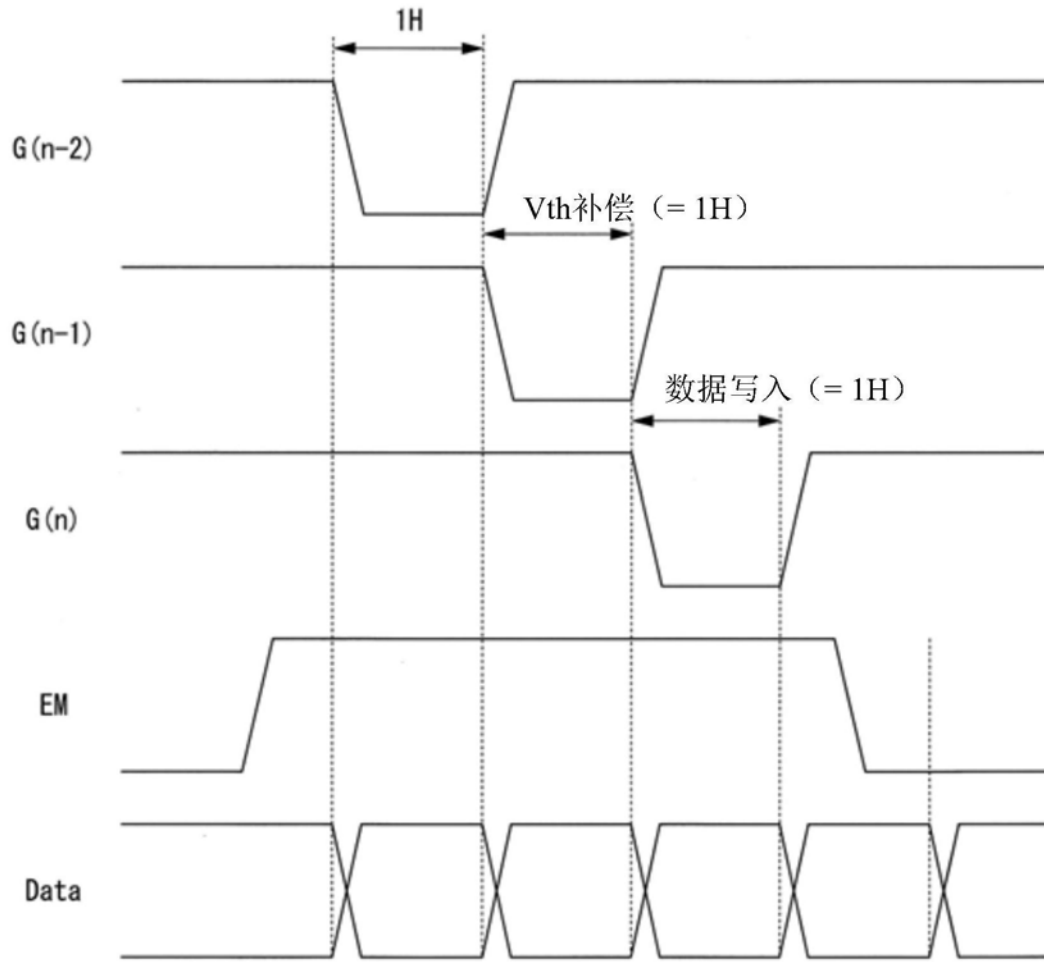 1H
G(n-2)
Vth补偿（= 1H）
G(n-1)
数据写入（= 1H）
G(n)
EM
Data